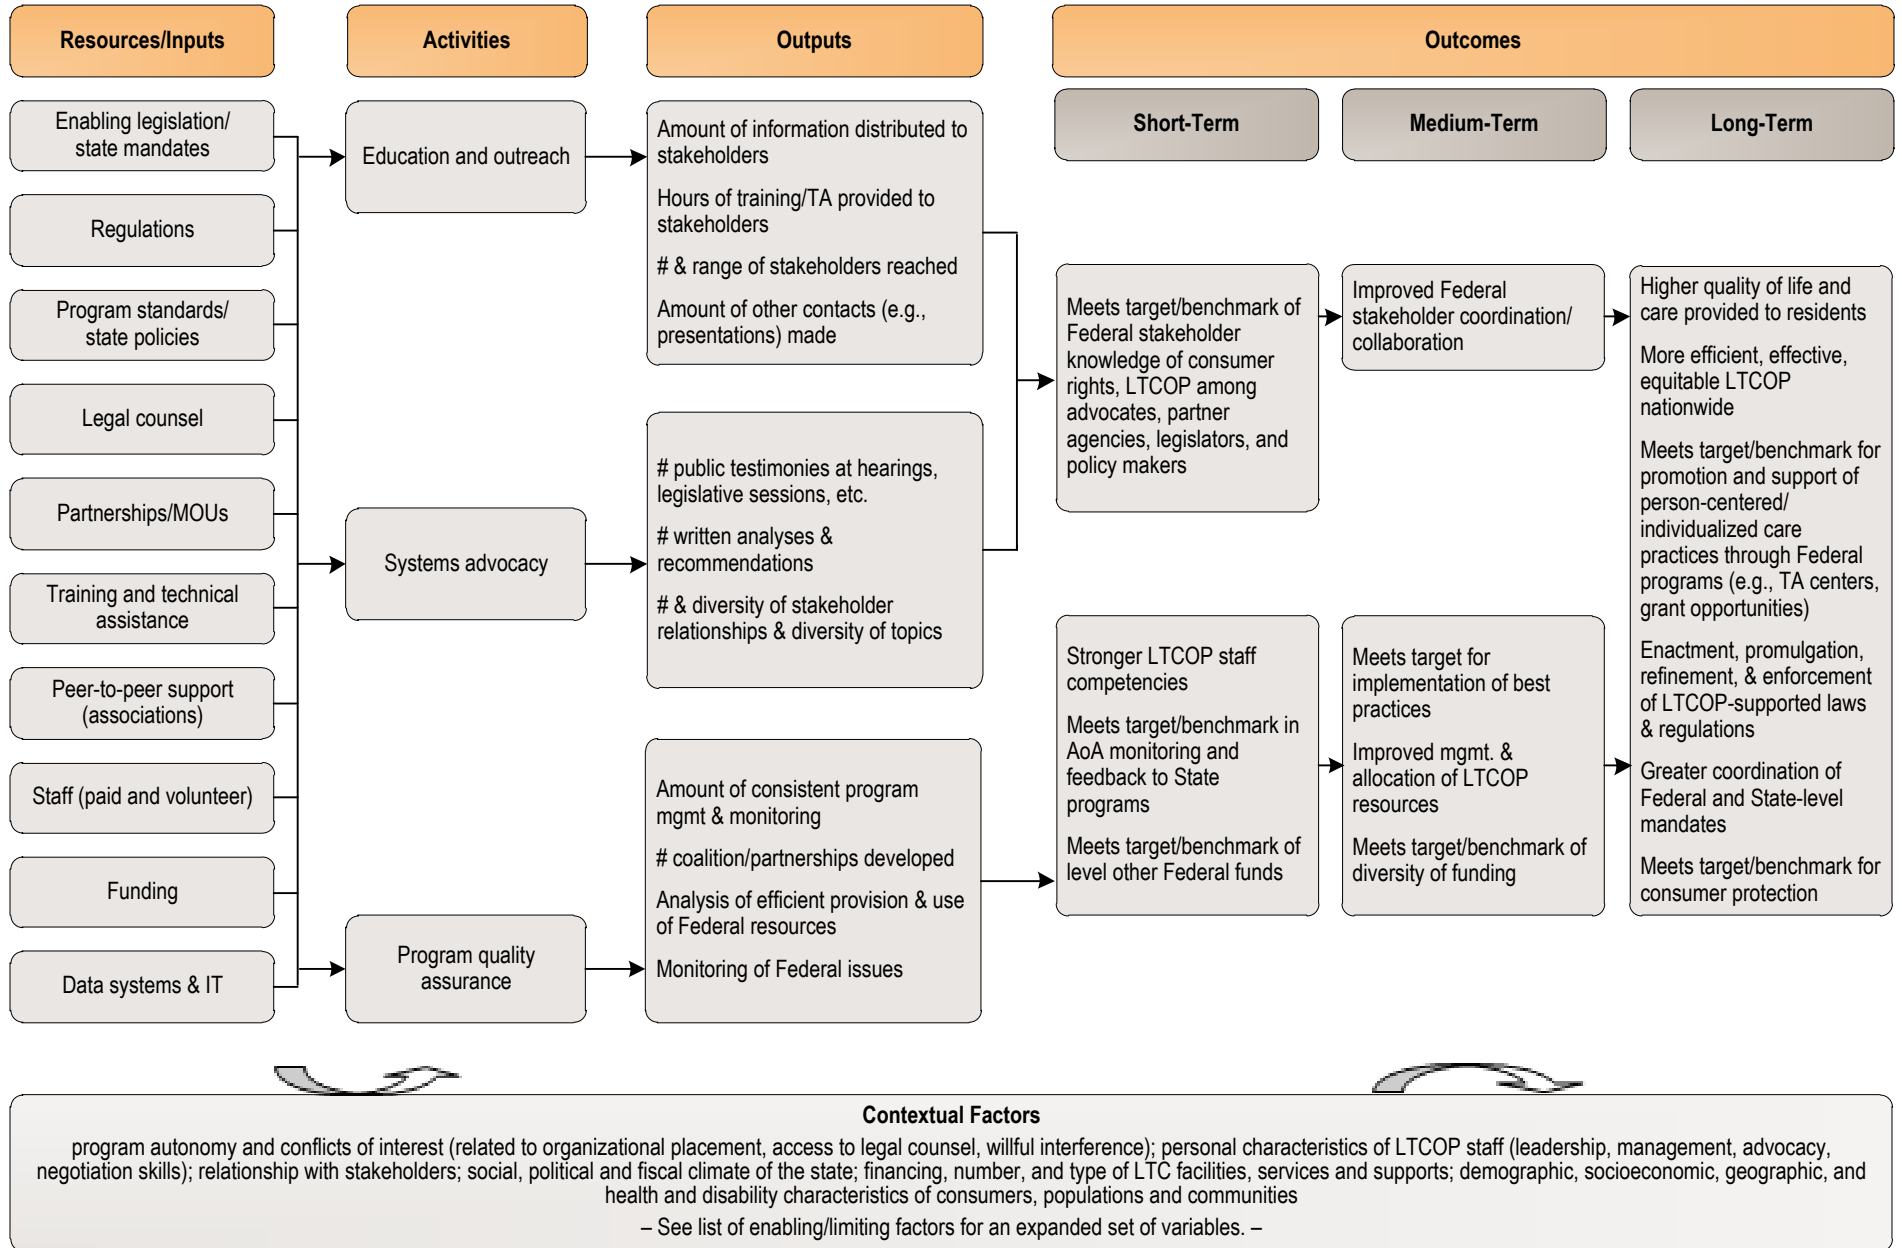 Resources/Inputs
Activities
Outputs
Outcomes
Short-Term
Medium-Term
Long-Term
Enabling legislation/
state mandates
Regulations
Program standards/
state policies
Legal counsel
Partnerships/MOUs
Training and technical
assistance
Peer-to-peer support
(associations)
Staff (paid and volunteer)
Funding
Data systems & IT
Education and outreach
Systems advocacy
Program quality
assurance
Amount of information distributed to
stakeholders
Hours of training/TA provided to
stakeholders
# & range of stakeholders reached
Amount of other contacts (e.g.,
presentations) made
# public testimonies at hearings,
legislative sessions, etc.
# written analyses &
recommendations
# & diversity of stakeholder
relationships & diversity of topics
Amount of consistent program
mgmt & monitoring
# coalition/partnerships developed
Analysis of efficient provision & use
of Federal resources
Monitoring of Federal issues
Meets target/benchmark of
Federal stakeholder
knowledge of consumer
rights, LTCOP among
advocates, partner
agencies, legislators, and
policy makers
Stronger LTCOP staff
competencies
Meets target/benchmark in
AoA monitoring and
feedback to State
programs
Meets target/benchmark of
level other Federal funds
Improved Federal
stakeholder coordination/
collaboration
Meets target for
implementation of best
practices
Improved mgmt. &
allocation of LTCOP
resources
Meets target/benchmark of
diversity of funding
Higher quality of life and
care provided to residents
More efficient, effective,
equitable LTCOP
nationwide
Meets target/benchmark for
promotion and support of
person-centered/
individualized care
practices through Federal
programs (e.g., TA centers,
grant opportunities)
Enactment, promulgation,
refinement, & enforcement
of LTCOP-supported laws
& regulations
Greater coordination of
Federal and State-level
mandates
Meets target/benchmark for
consumer protection
Contextual Factors
program autonomy and conflicts of interest (related to organizational placement, access to legal counsel, willful interference); personal characteristics of LTCOP staff (leadership, management, advocacy,
negotiation skills); relationship with stakeholders; social, political and fiscal climate of the state; financing, number, and type of LTC facilities, services and supports; demographic, socioeconomic, geographic, and
health and disability characteristics of consumers, populations and communities
– See list of enabling/limiting factors for an expanded set of variables. –